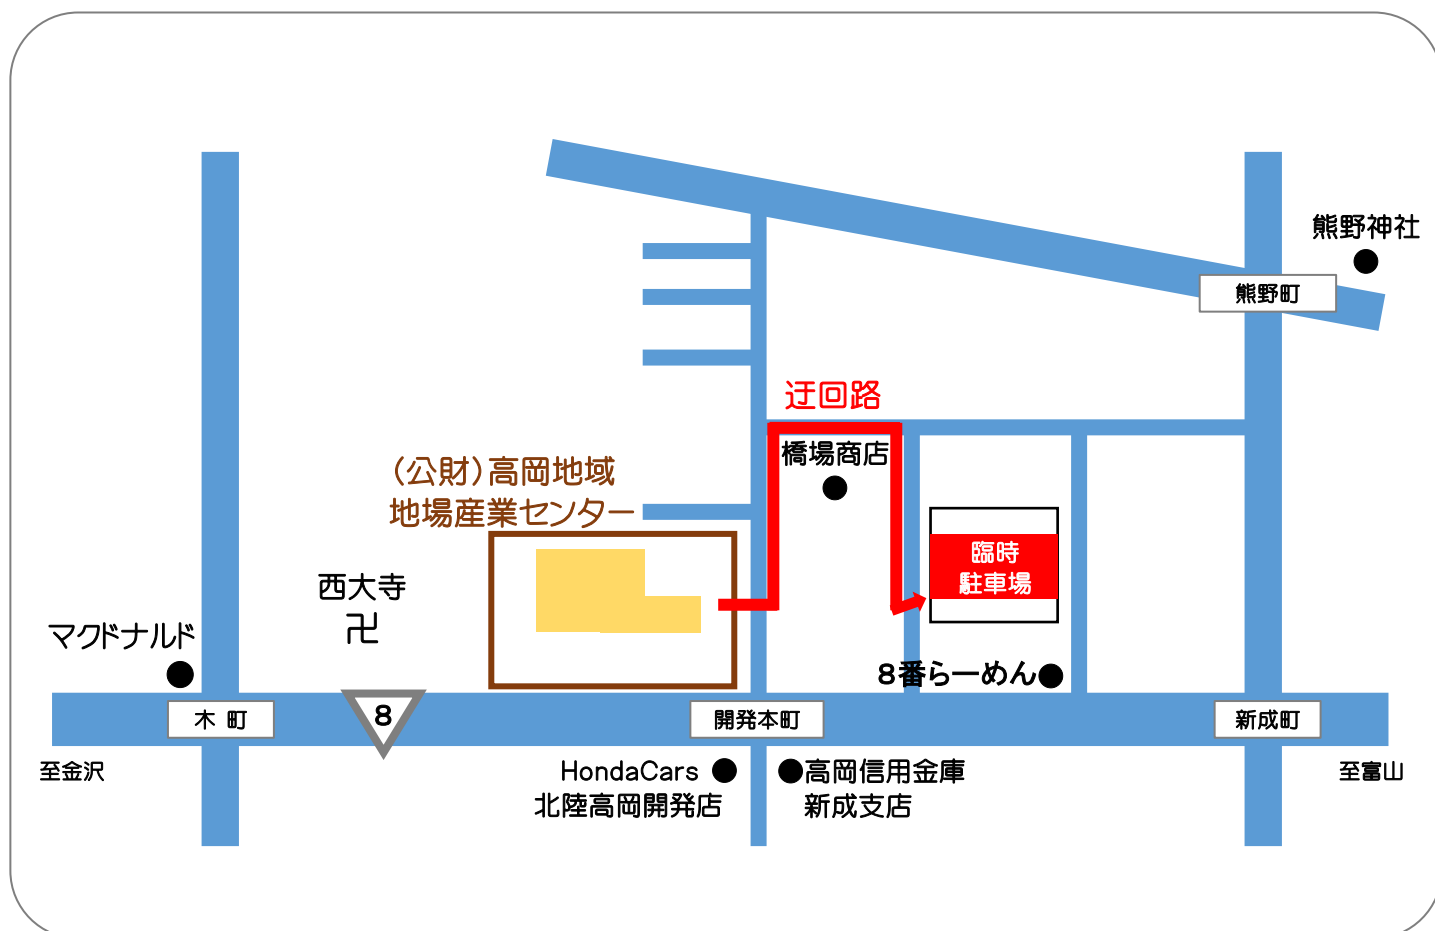 熊野神社
熊野町
迂回路
橋場商店
(公財)高岡地域
地場産業センター
臨時
駐車場
西大寺
卍
マクドナルド
8番らーめん
木 町
8
開発本町
新成町
至金沢
HondaCars
北陸高岡開発店
高岡信用金庫
新成支店
至富山